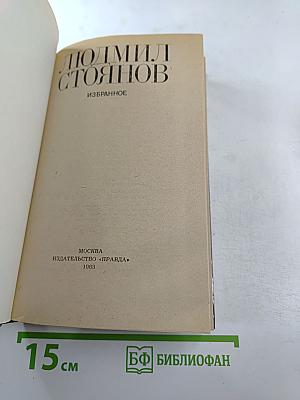 ЛЮДМИЛ
СТОЯНОВ
ИЗБРАННОЕ
МОСКВА
ИЗДАТЕЛЬСТВО «ПРАВДА»
1983
15 см
БФ БИБЛИОФАН